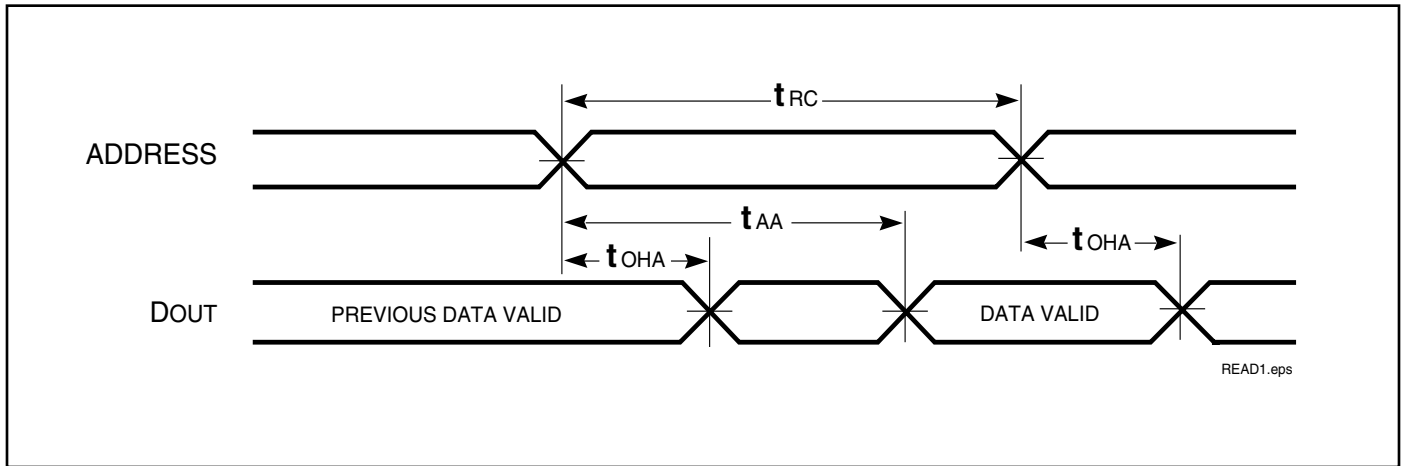 tRC
ADDRESS
tAA
tOHA
tOHA
DOUT
PREVIOUS DATA VALID
DATA VALID
READ1.eps